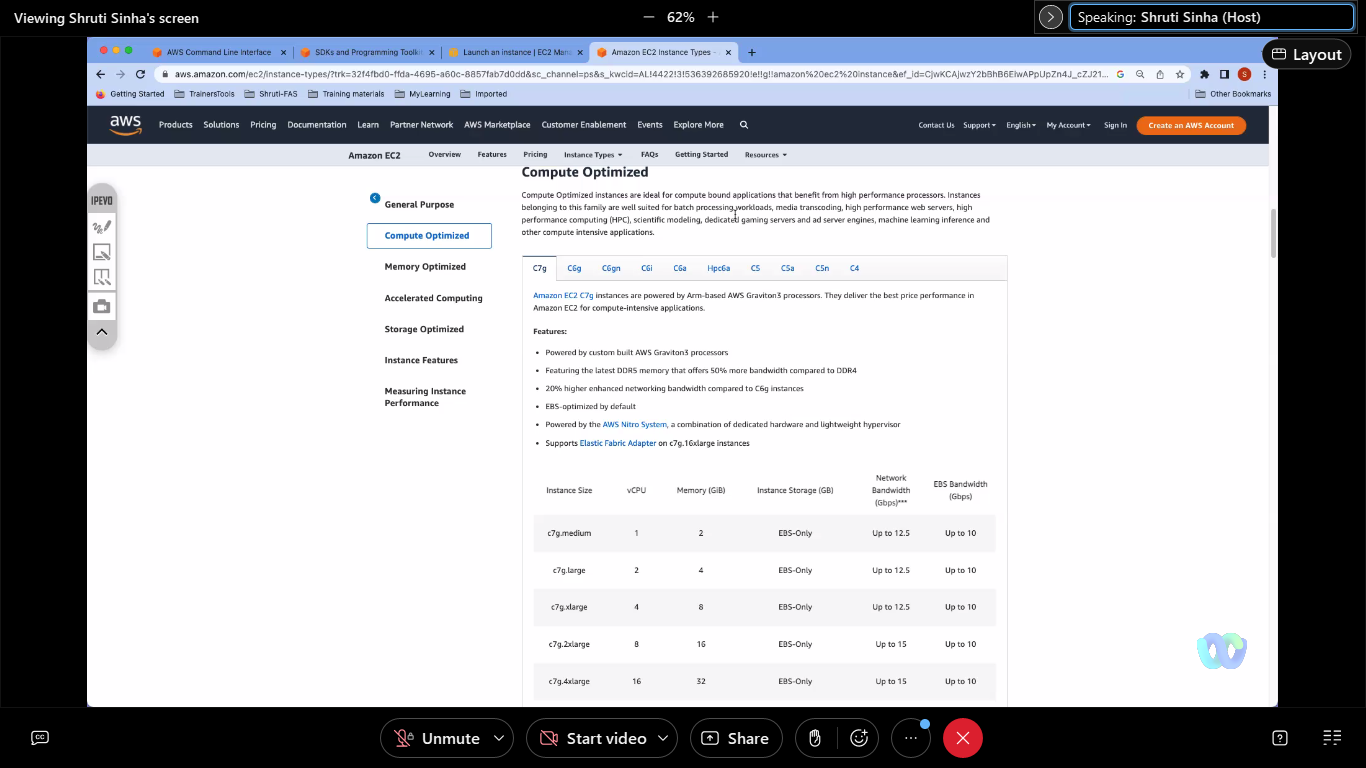 Viewing Shruti Sinha's screen
62%
Speaking: Shruti Sinha (Host)
Layout
AWS Command Line Interface
SDKs and Programming Toolkit
Launch an instance | EC2 Mana
Amazon EC2 Instance Types -
aws.amazon.com/ec2/instance-types/?trk=32f4fbd0-ffda-4695-a60c-8857fab7d0dd&sc_channel=ps&s_kwcid=AL!4422!3!536392685920!e!!g!!amazon%20ec2%20instance&ef_id=CjwKCAjwzY2bBhB6EiwAPpUpZn4J_cZJ21...
Getting Started
TrainersTools
Shruti-FAS
Training materials
MyLearning
Imported
Other Bookmarks
aws
Products
Solutions
Pricing
Documentation
Learn
Partner Network
AWS Marketplace
Customer Enablement
Events
Explore More
Contact Us
Support
English
My Account
Sign In
Create an AWS Account
Amazon EC2
Overview
Features
Pricing
Instance Types
FAQs
Getting Started
Resources
IPEVO
General Purpose
Compute Optimized
Memory Optimized
Accelerated Computing
Storage Optimized
Instance Features
Measuring Instance
Performance
Compute Optimized
Compute Optimized instances are ideal for compute bound applications that benefit from high performance processors. Instances
belonging to this family are well suited for batch processing workloads, media transcoding, high performance web servers, high
performance computing (HPC), scientific modeling, dedicated gaming servers and ad server engines, machine learning inference and
other compute intensive applications.
C7g C6g C6gn C6i C6a Hpc6a C5 C5a C5n C4
Amazon EC2 C7g instances are powered by Arm-based AWS Graviton3 processors. They deliver the best price performance in
Amazon EC2 for compute-intensive applications.
Features:
• Powered by custom built AWS Graviton3 processors
• Featuring the latest DDR5 memory that offers 50% more bandwidth compared to DDR4
• 20% higher enhanced networking bandwidth compared to C6g instances
• EBS-optimized by default
• Powered by the AWS Nitro System, a combination of dedicated hardware and lightweight hypervisor
• Supports Elastic Fabric Adapter on c7g.16xlarge instances
Instance Size vCPU Memory (GiB) Instance Storage (GB) Network Bandwidth (Gbps)*** EBS Bandwidth (Gbps)
c7g.medium 1 2 EBS-Only Up to 12.5 Up to 10
c7g.large 2 4 EBS-Only Up to 12.5 Up to 10
c7g.xlarge 4 8 EBS-Only Up to 12.5 Up to 10
c7g.2xlarge 8 16 EBS-Only Up to 15 Up to 10
c7g.4xlarge 16 32 EBS-Only Up to 15 Up to 10
CC
Unmute
Start video
Share